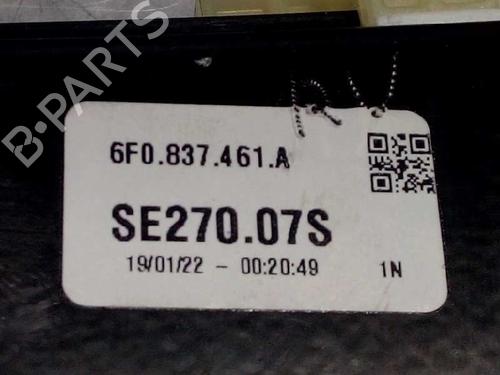 B-PARTS
6F0.837.461.A
SE270.07S
19/01/22 - 00:20:49 1N